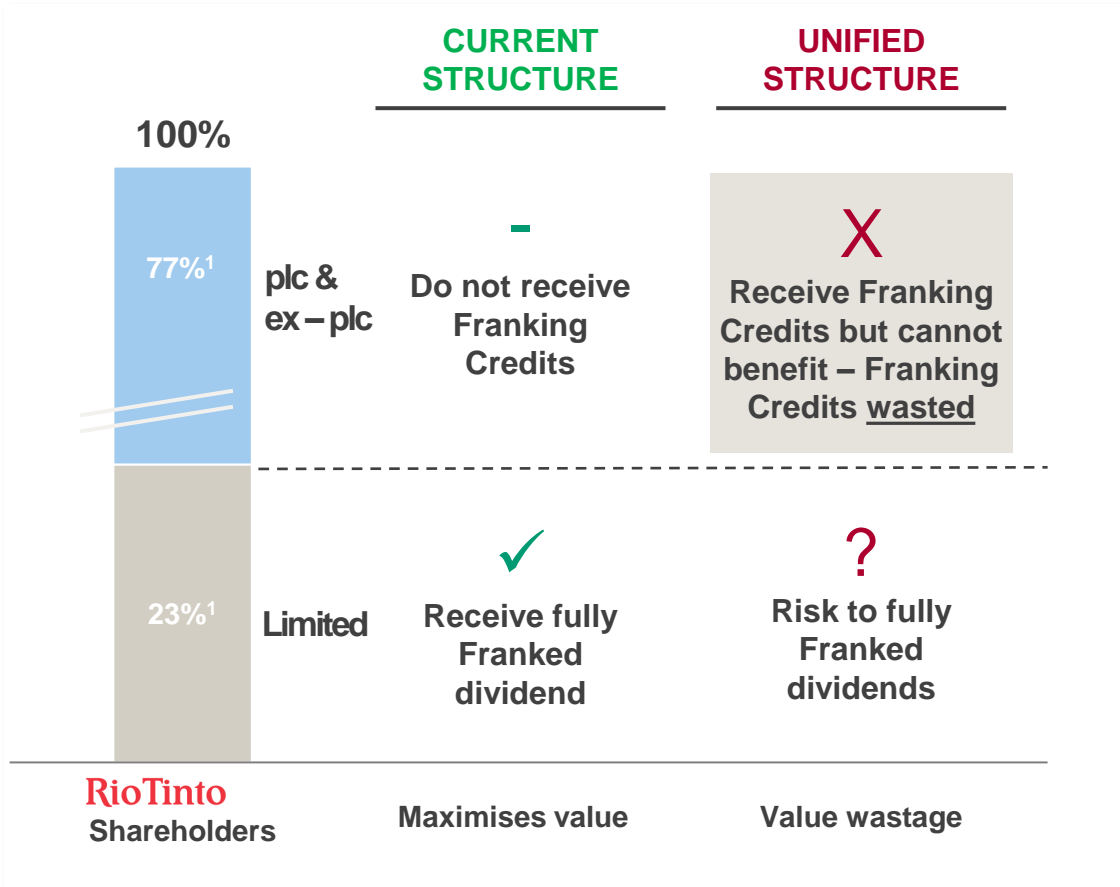 CURRENT
STRUCTURE
UNIFIED
STRUCTURE
100%
77%¹
plc &
ex – plc
-
Do not receive
Franking
Credits
X
Receive Franking
Credits but cannot
benefit – Franking
Credits wasted
23%¹
Limited
✓
Receive fully
Franked
dividend
?
Risk to fully
Franked
dividends
RioTinto
Shareholders
Maximises value
Value wastage